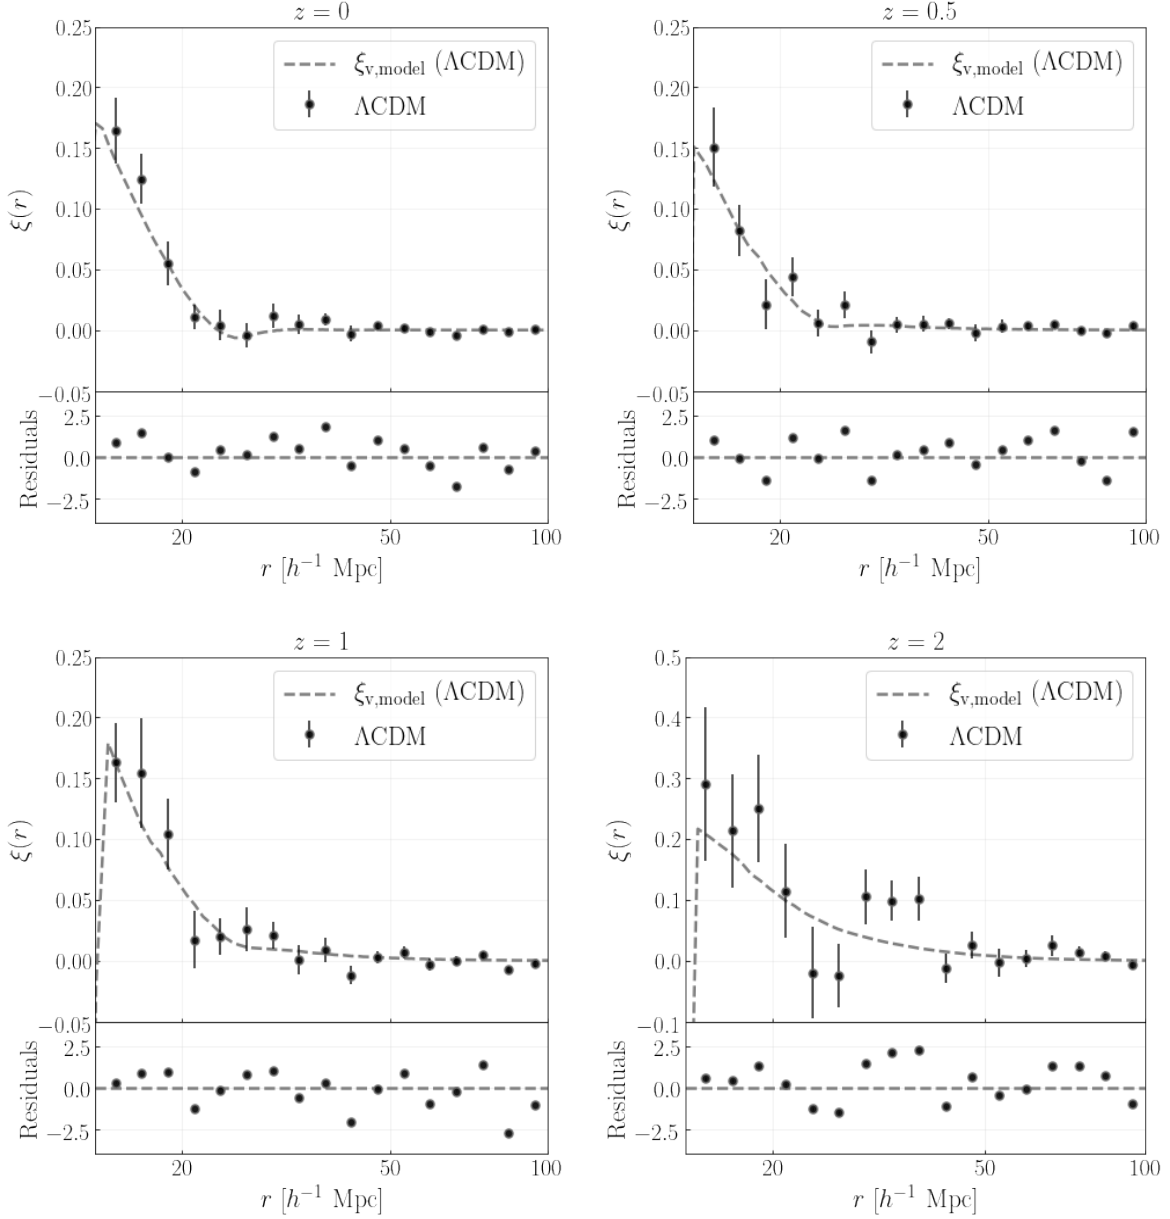 z = 0
0.25
0.20
0.15
0.10
0.05
0.00
−0.05
ξ(r)
ξv,model (ΛCDM)
ΛCDM
2.5
0.0
−2.5
Residuals
20 50 100
r [h−1 Mpc]
z = 0.5
0.25
0.20
0.15
0.10
0.05
0.00
−0.05
ξ(r)
ξv,model (ΛCDM)
ΛCDM
2.5
0.0
−2.5
Residuals
20 50 100
r [h−1 Mpc]
z = 1
0.25
0.20
0.15
0.10
0.05
0.00
−0.05
ξ(r)
ξv,model (ΛCDM)
ΛCDM
2.5
0.0
−2.5
Residuals
20 50 100
r [h−1 Mpc]
z = 2
0.5
0.4
0.3
0.2
0.1
0.0
−0.1
ξ(r)
ξv,model (ΛCDM)
ΛCDM
2.5
0.0
−2.5
Residuals
20 50 100
r [h−1 Mpc]